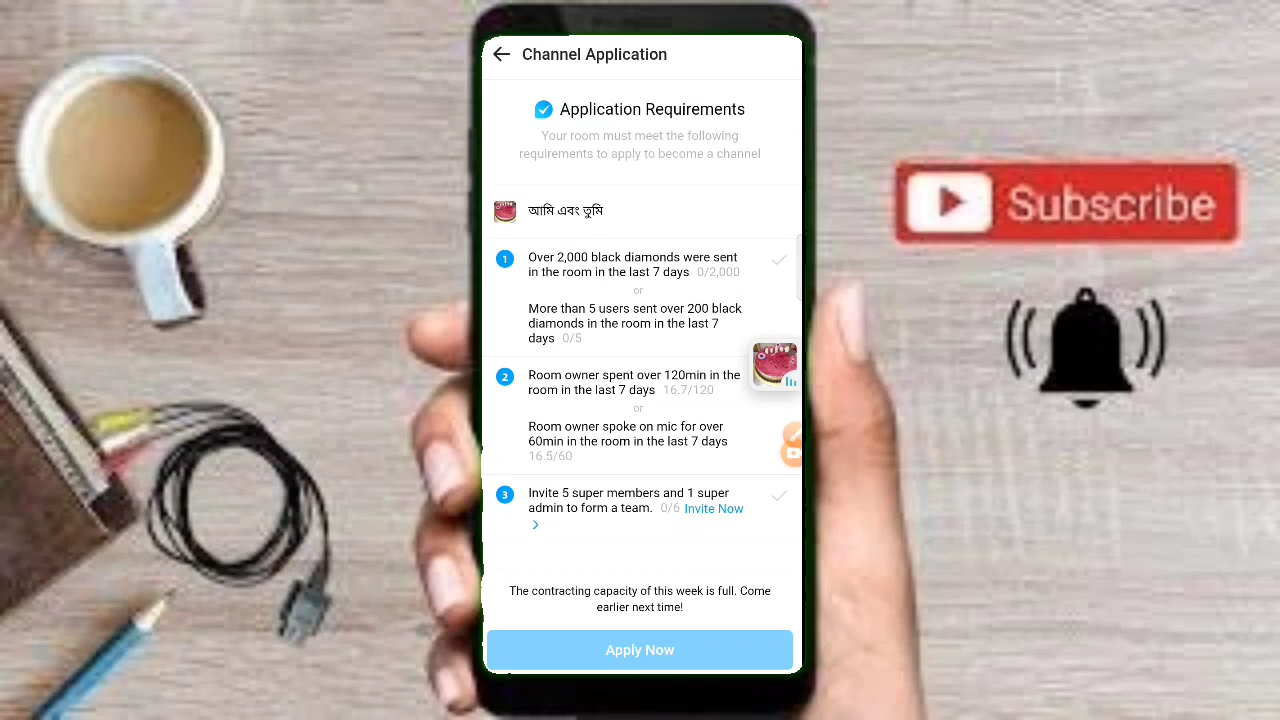 Channel Application
Application Requirements
Your room must meet the following
requirements to apply to become a channel
আমি এবং তুমি
1
Over 2,000 black diamonds were sent
in the room in the last 7 days 0/2,000
or
More than 5 users sent over 200 black
diamonds in the room in the last 7
days 0/5
2
Room owner spent over 120min in the
room in the last 7 days 16.7/120
or
Room owner spoke on mic for over
60min in the room in the last 7 days
16.5/60
3
Invite 5 super members and 1 super
admin to form a team. 0/6 Invite Now
The contracting capacity of this week is full. Come
earlier next time!
Apply Now
Subscribe